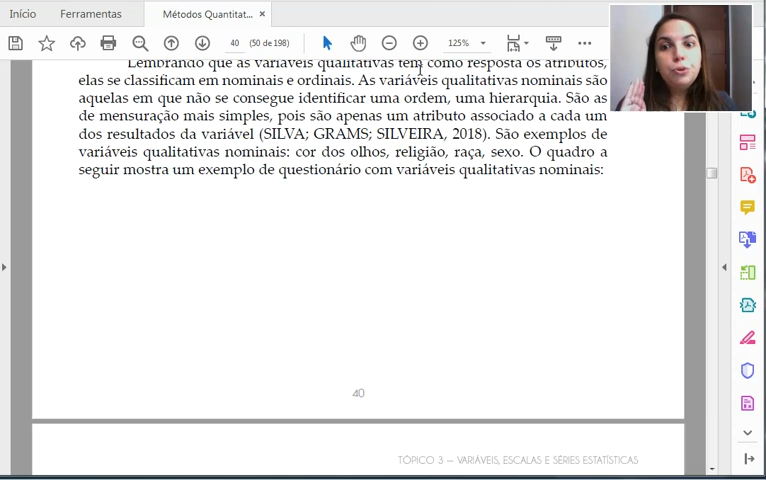 Início
Ferramentas
Métodos Quantitat... ×
40
(50 de 198)
125%
Lembrando que as variáveis qualitativas têm como resposta os atributos,
elas se classificam em nominais e ordinais. As variáveis qualitativas nominais são
aquelas em que não se consegue identificar uma ordem, uma hierarquia. São as
de mensuração mais simples, pois são apenas um atributo associado a cada um
dos resultados da variável (SILVA; GRAMS; SILVEIRA, 2018). São exemplos de
variáveis qualitativas nominais: cor dos olhos, religião, raça, sexo. O quadro a
seguir mostra um exemplo de questionário com variáveis qualitativas nominais:
40
TÓPICO 3 — VARIÁVEIS, ESCALAS E SÉRIES ESTATÍSTICAS